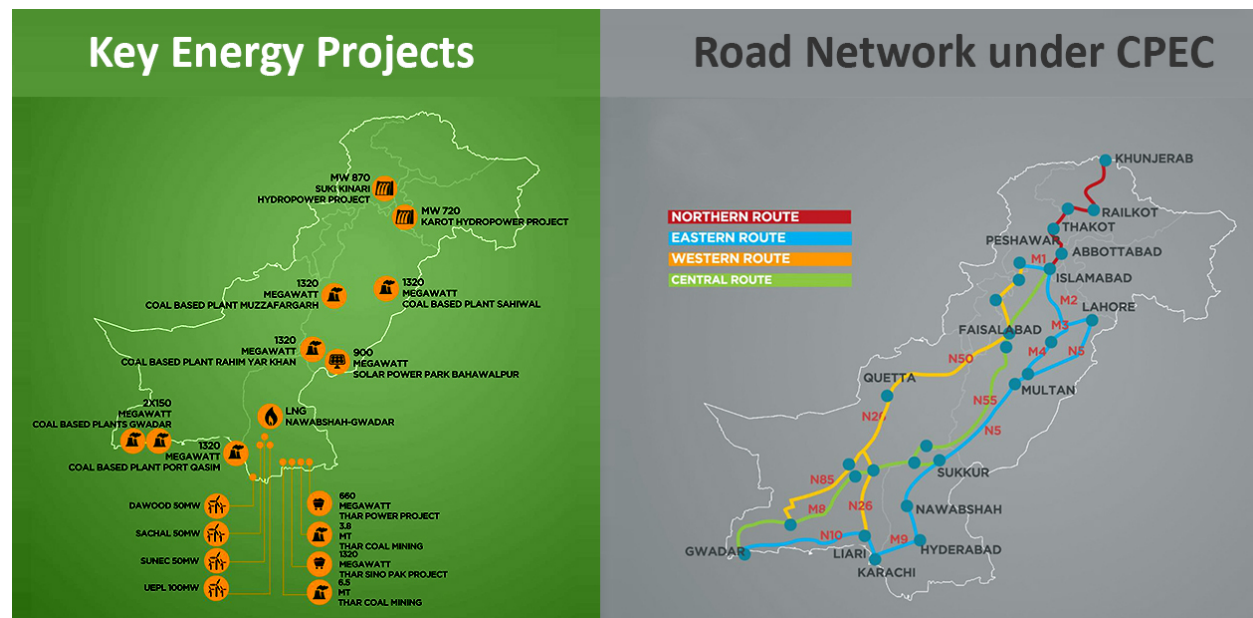 Key Energy Projects
MW 870
SUKI KINARI
HYDROPOWER PROJECT
MW 720
KAROT HYDROPOWER PROJECT
1320
MEGAWATT
COAL BASED PLANT MUZZAFARGARH
1320
MEGAWATT
COAL BASED PLANT SAHIWAL
1320
MEGAWATT
COAL BASED PLANT RAHIM YAR KHAN
900
MEGAWATT
SOLAR POWER PARK BAHAWALPUR
2X150
MEGAWATT
COAL BASED PLANTS GWADAR
LNG
NAWABSHAH-GWADAR
1320
MEGAWATT
COAL BASED PLANT PORT QASIM
DAWOOD 50MW
SACHAL 50MW
SUNEC 50MW
UEPL 100MW
660
MEGAWATT
THAR POWER PROJECT
3.8
MT
THAR COAL MINING
1320
MEGAWATT
THAR SINO PAK PROJECT
6.5
MT
THAR COAL MINING
Road Network under CPEC
NORTHERN ROUTE
EASTERN ROUTE
WESTERN ROUTE
CENTRAL ROUTE
KHUNJERAB
RAILKOT
THAKOT
PESHAWAR
ABBOTTABAD
M1
ISLAMABAD
M2
LAHORE
M3
FAISALABAD
M4
N5
N50
QUETTA
MULTAN
N55
N26
N5
SUKKUR
N85
M8
N26
NAWABSHAH
N10
M9
HYDERABAD
GWADAR
LIARI
KARACHI